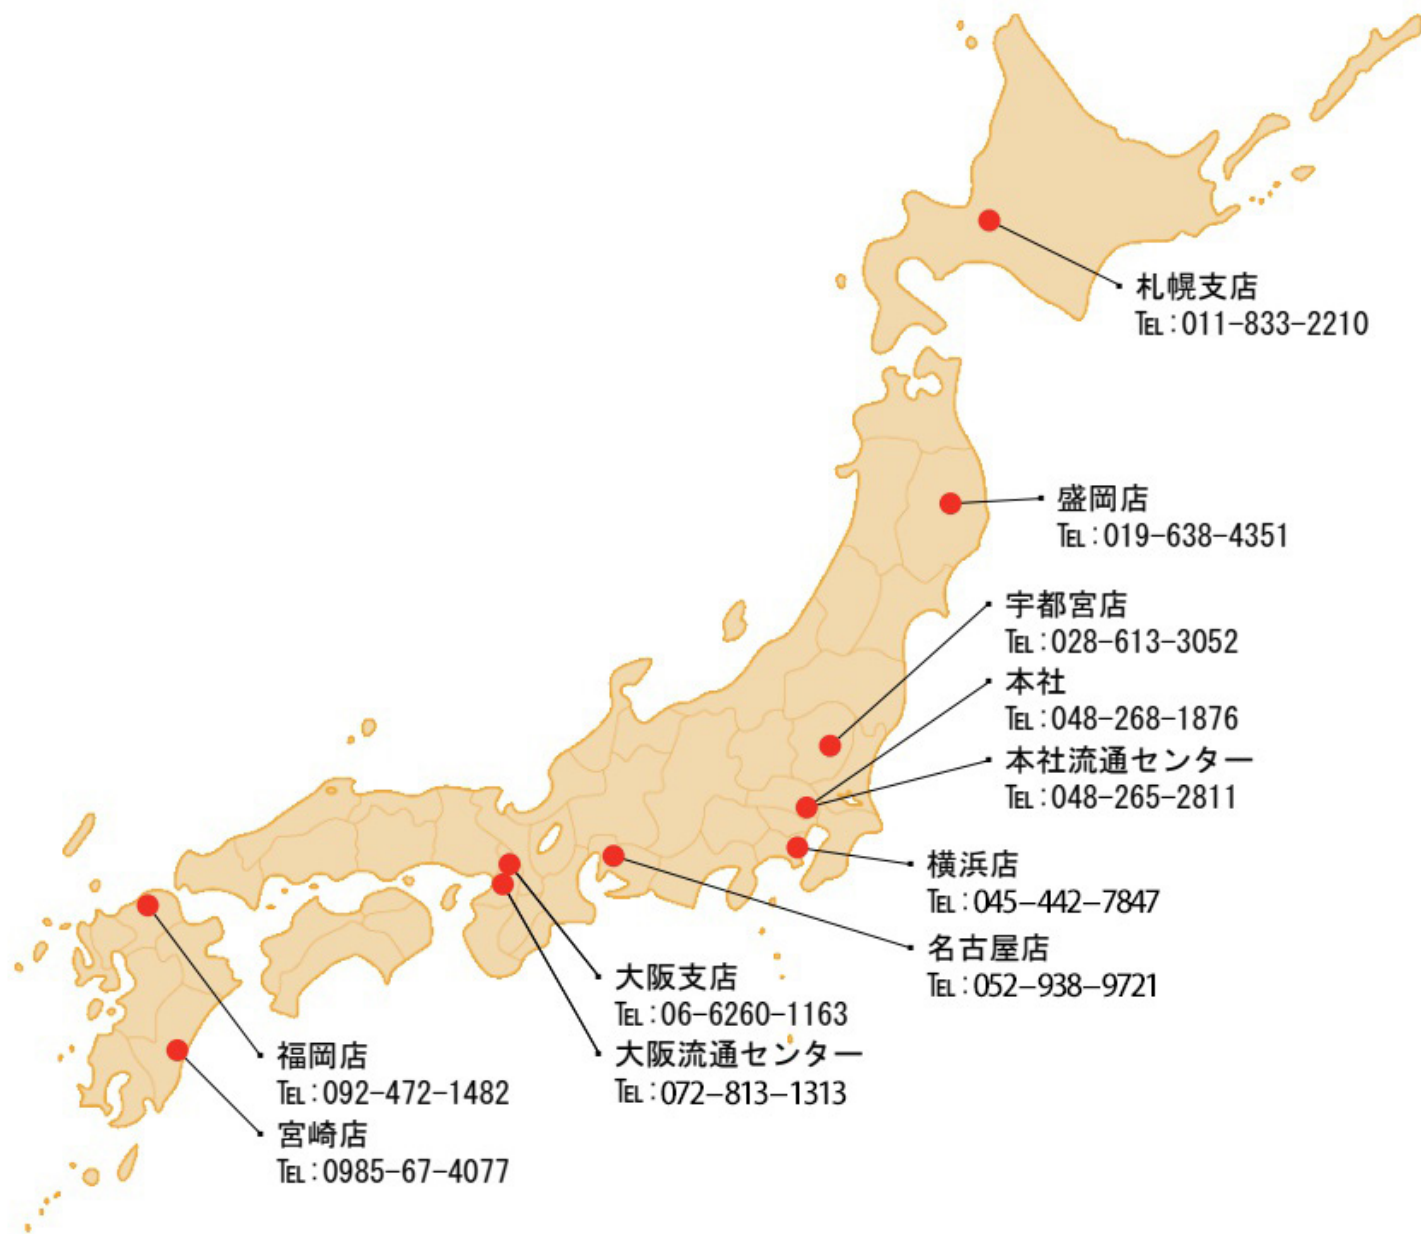 札幌支店
℡:011-833-2210
盛岡店
℡:019-638-4351
宇都宮店
℡:028-613-3052
本社
℡:048-268-1876
本社流通センター
℡:048-265-2811
横浜店
℡:045-442-7847
名古屋店
℡:052-938-9721
大阪支店
℡:06-6260-1163
大阪流通センター
℡:072-813-1313
福岡店
℡:092-472-1482
宮崎店
℡:0985-67-4077